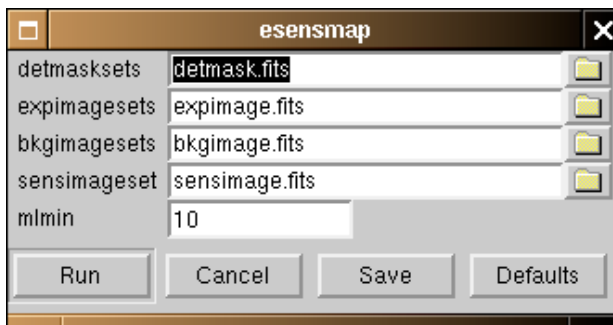 esensmap
detmasksets detmask.fits
expimagesets expimage.fits
bkgimagesets bkgimage.fits
sensimageset sensimage.fits
mlmin 10
Run Cancel Save Defaults